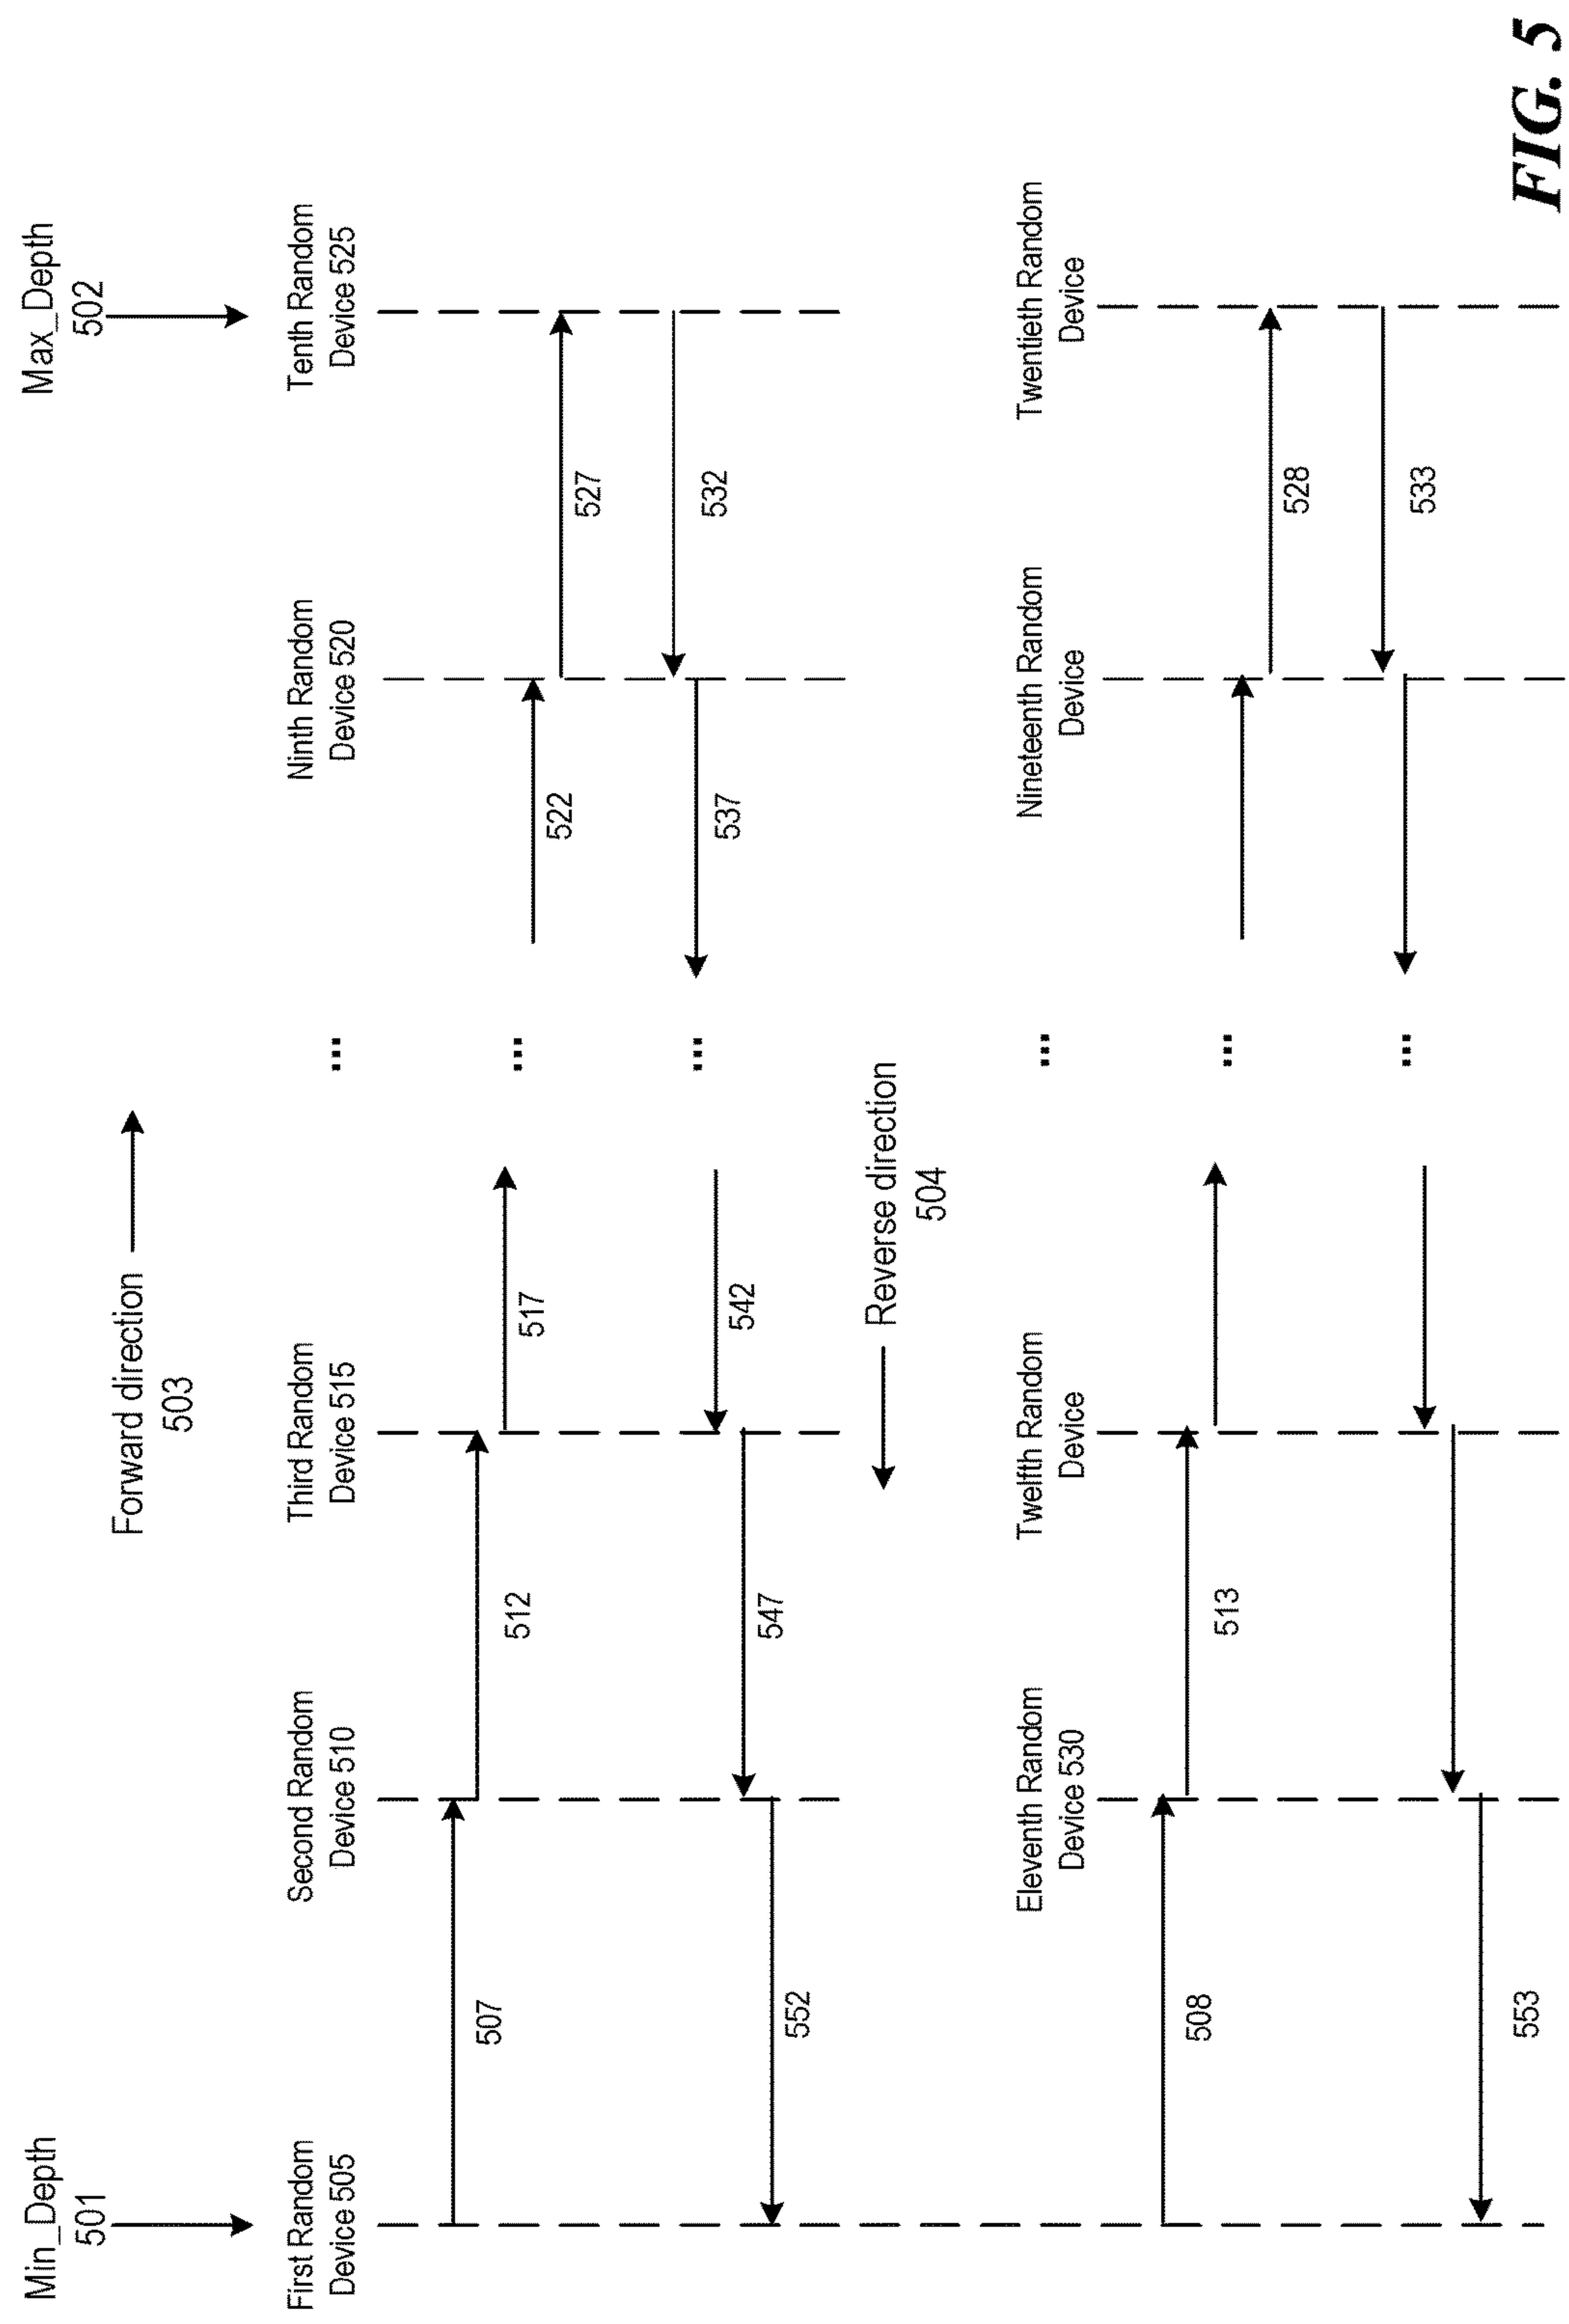 Min_Depth
501
Max_Depth
502
Forward direction
503
First Random
Device 505
Second Random
Device 510
Third Random
Device 515
...
Ninth Random
Device 520
Tenth Random
Device 525
507
512
517
...
522
527
532
537
...
542
547
552
Reverse direction
504
Eleventh Random
Device 530
Twelfth Random
Device
...
Nineteenth Random
Device
Twentieth Random
Device
508
513
...
528
533
...
553
FIG. 5